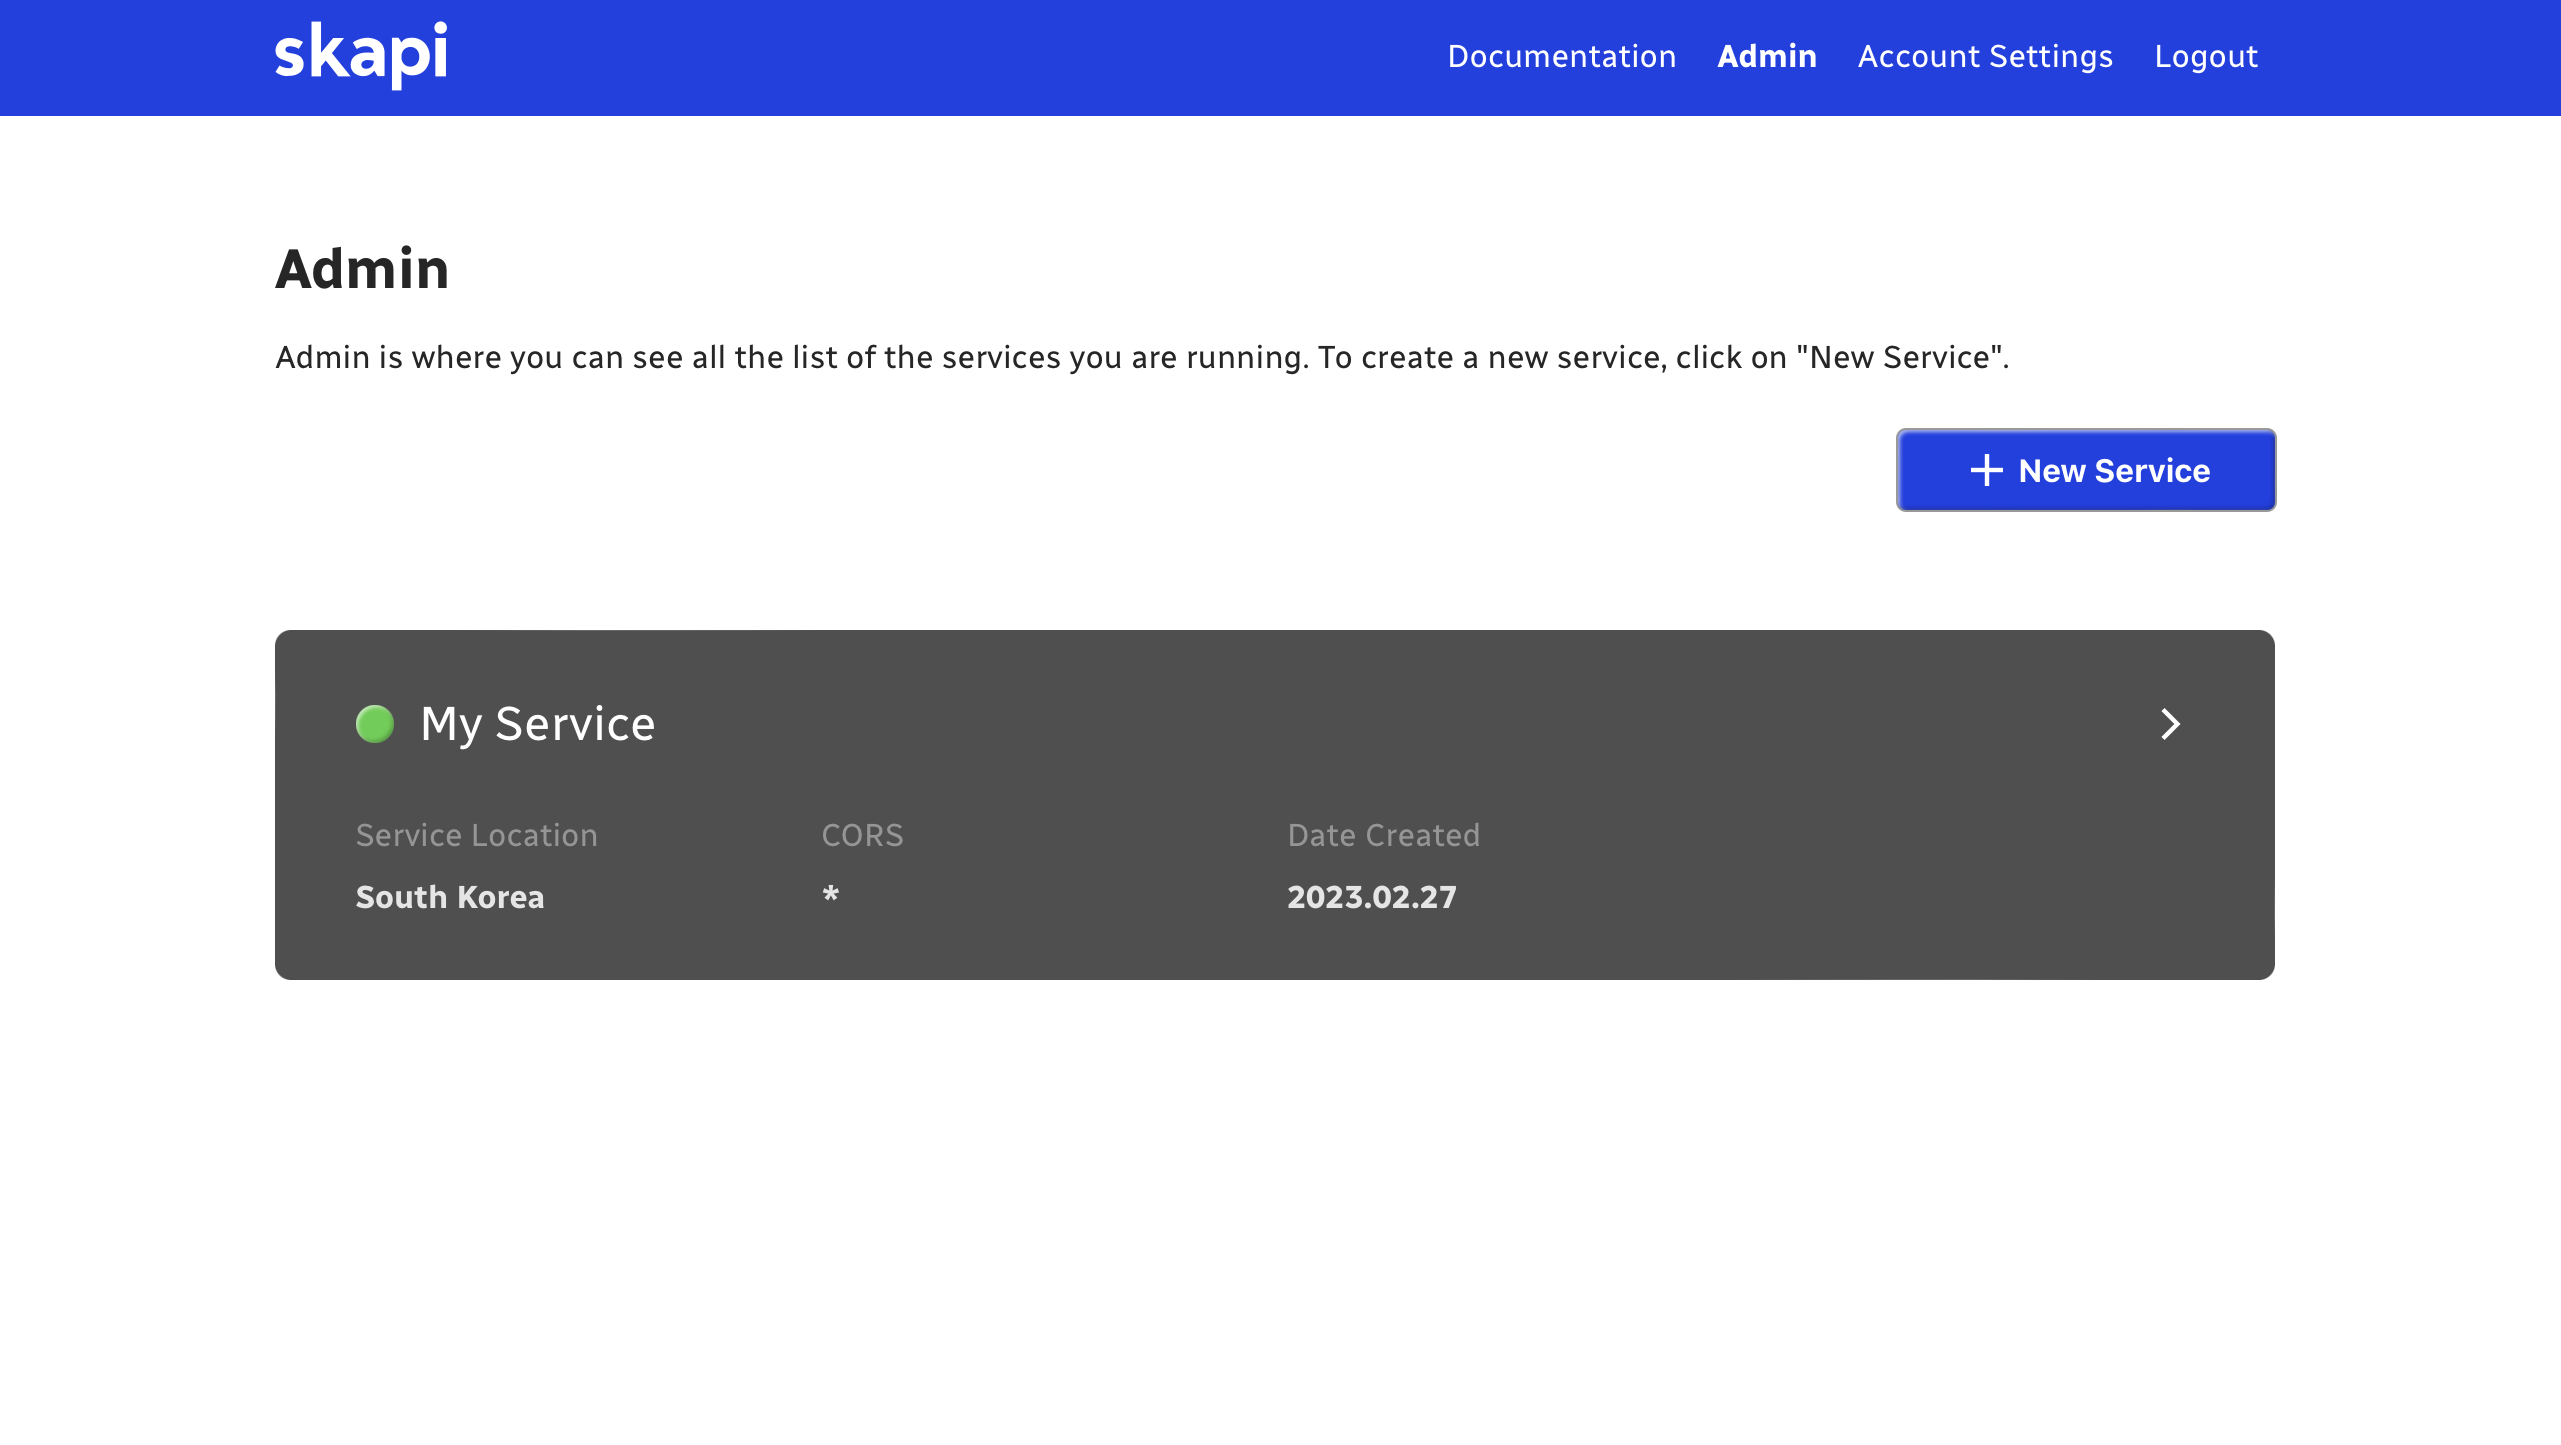 skapi
Documentation Admin Account Settings Logout
Admin
Admin is where you can see all the list of the services you are running. To create a new service, click on "New Service".
New Service
My Service
Service Location CORS Date Created
South Korea * 2023.02.27